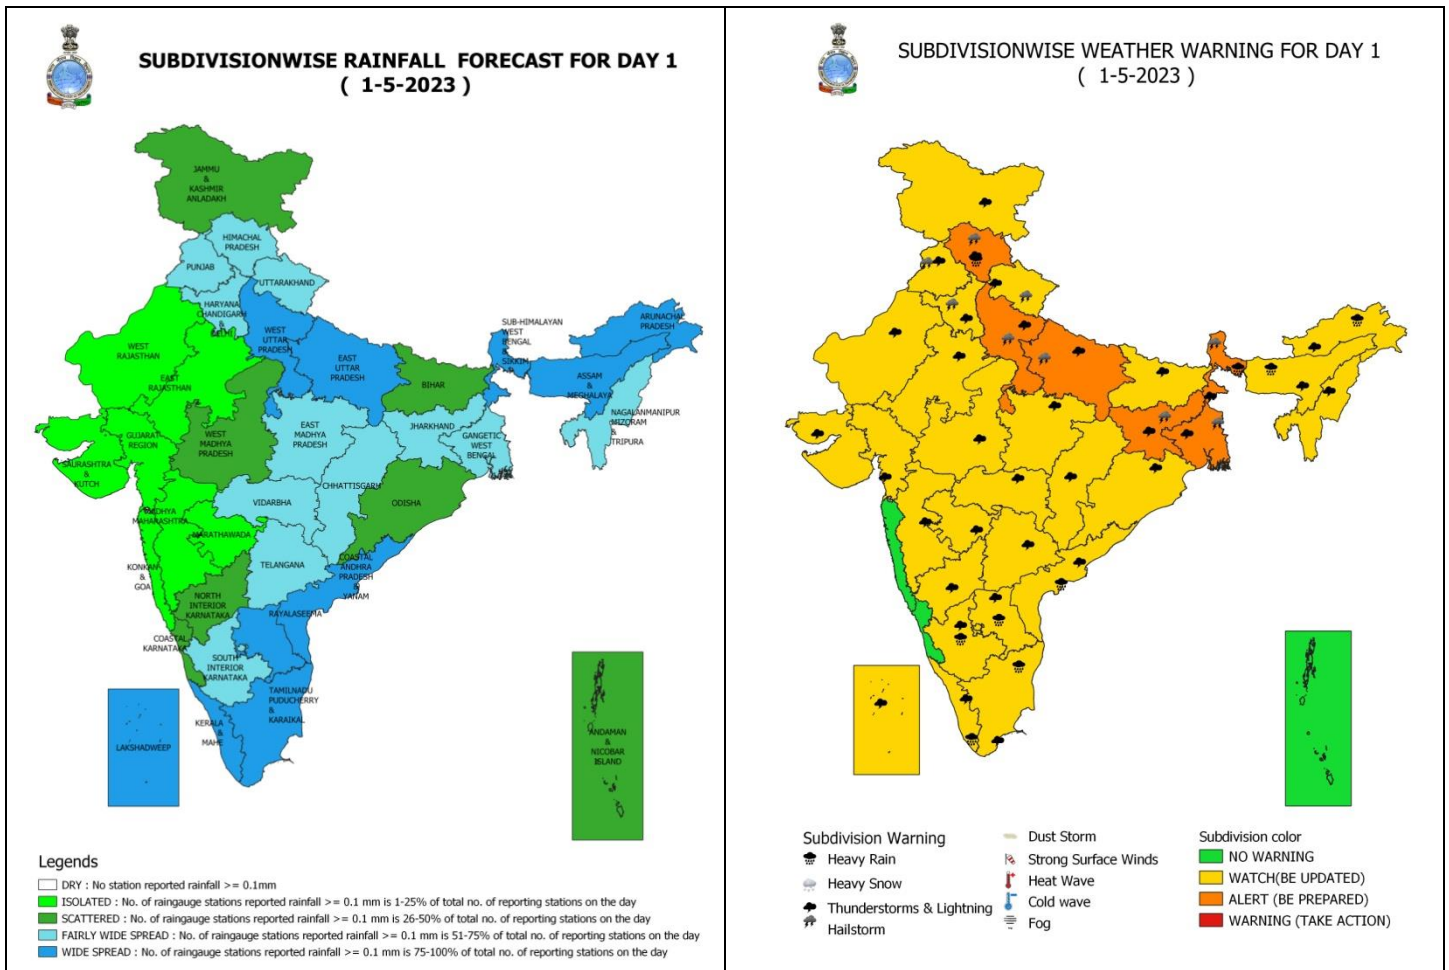 SUBDIVISIONWISE RAINFALL FORECAST FOR DAY 1
( 1-5-2023 )
JAMMU
&
KASHMIR
ANLADAKH
HIMACHAL
PRADESH
PUNJAB
UTTARAKHAND
HARYANA
CHANDIGARH
&
DELHI
WEST
UTTAR
PRADESH
SUB-HIMALAYAN
WEST
BENGAL
&
SIKKIM
ARUNACHAL
PRADESH
WEST
RAJASTHAN
EAST
RAJASTHAN
EAST
UTTAR
PRADESH
BIHAR
ASSAM
&
MEGHALAYA
NAGALANMANIPUR
MIZORAM
&
TRIPURA
GUJARAT
REGION
WEST
MADHYA
PRADESH
EAST
MADHYA
PRADESH
JHARKHAND
GANGETIC
WEST
BENGAL
SAURASHTRA
&
KUTCH
CHHATTISGARH
VIDARBHA
ODISHA
MADHYA
MAHARASHTRA
MARATHAWADA
KONKAN
&
GOA
TELANGANA
COASTAL
ANDHRA
PRADESH
&
YANAM
NORTH
INTERIOR
KARNATAKA
RAYALASEEMA
COASTAL
KARNATAKA
SOUTH
INTERIOR
KARNATAKA
TAMILNADU
PUDUCHERRY
&
KARAIKAL
KERALA
&
MAHE
LAKSHADWEEP
ANDAMAN
&
NICOBAR
ISLAND
Legends
DRY : No station reported rainfall >= 0.1mm
ISOLATED : No. of raingauge stations reported rainfall >= 0.1 mm is 1-25% of total no. of reporting stations on the day
SCATTERED : No. of raingauge stations reported rainfall >= 0.1 mm is 26-50% of total no. of reporting stations on the day
FAIRLY WIDE SPREAD : No. of raingauge stations reported rainfall >= 0.1 mm is 51-75% of total no. of reporting stations on the day
WIDE SPREAD : No. of raingauge stations reported rainfall >= 0.1 mm is 75-100% of total no. of reporting stations on the day
SUBDIVISIONWISE WEATHER WARNING FOR DAY 1
( 1-5-2023 )
Subdivision Warning
Heavy Rain
Heavy Snow
Thunderstorms & Lightning
Hailstorm
Dust Storm
Strong Surface Winds
Heat Wave
Cold wave
Fog
Subdivision color
NO WARNING
WATCH(BE UPDATED)
ALERT (BE PREPARED)
WARNING (TAKE ACTION)